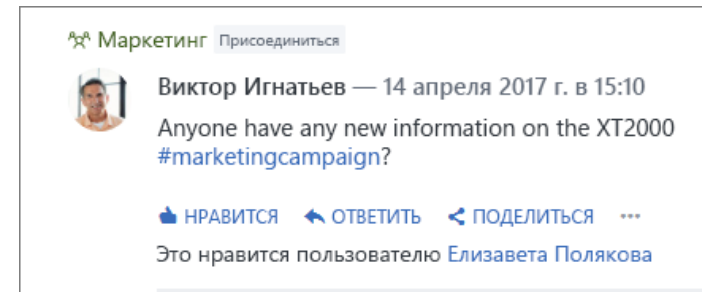 Маркетинг Присоединиться
Виктор Игнатьев — 14 апреля 2017 г. в 15:10
Anyone have any new information on the XT2000
#marketingcampaign?
НРАВИТСЯ ОТВЕТИТЬ ПОДЕЛИТЬСЯ ···
Это нравится пользователю Елизавета Полякова